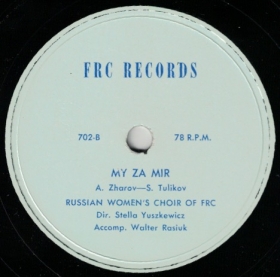 FRC RECORDS
702-B 78 R.P.M.
MY ZA MIR
A. Zharov—S. Tulikov
RUSSIAN WOMEN'S CHOIR OF FRC
Dir. Stella Yuszkewicz
Accomp. Walter Rasiuk